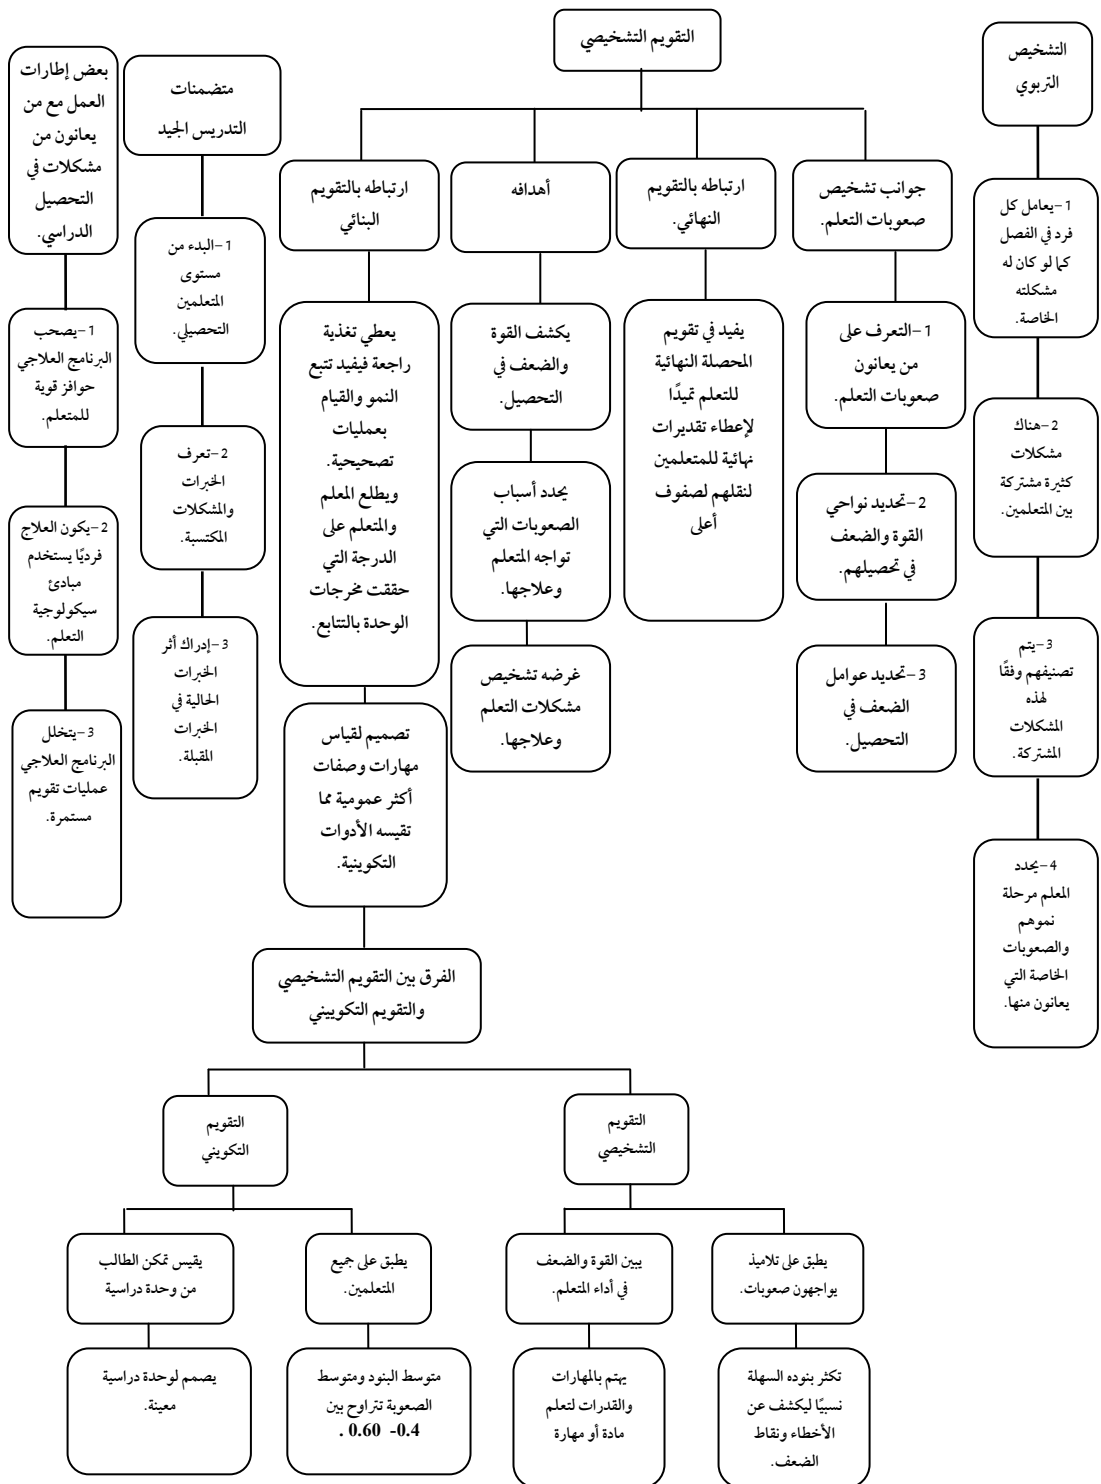 التقويم التشخيصي
التشخيص
التربوي
1-يعامل كل
فرد في الفصل
كما لو كان له
مشكلته
الخاصة.
2-هناك
مشكلات
كثيرة مشتركة
بين المتعلمين.
3-يتم
تصنيفهم وفقًا
لهذه
المشكلات
المشتركة.
4-يحدد
المعلم مرحلة
نموهم
والصعوبات
الخاصة التي
يعانون منها.
جوانب تشخيص
صعوبات التعلم.
1-التعرف على
من يعانون
صعوبات التعلم.
2-تحديد نواحي
القوة والضعف
في تحصيلهم.
3-تحديد عوامل
الضعف في
التحصيل.
ارتباطه بالتقويم
النهائي.
يفيد في تقويم
المحصلة النهائية
للتعلم تميدًا
لإعطاء تقديرات
نهائية للمتعلمين
لنقلهم لصفوف
أعلى
أهدافه
يكشف القوة
والضعف في
التحصيل.
يحدد أسباب
الصعوبات التي
تواجه المتعلم
وعلاجها.
غرضه تشخيص
مشكلات التعلم
وعلاجها.
ارتباطه بالتقويم
البنائي
يعطي تغذية
راجعة فيفيد تتبع
النمو والقيام
بعمليات
تصحيحية.
ويطلع المعلم
والمتعلم على
الدرجة التي
حققت مخرجات
الوحدة بالتتابع.
تصميم لقياس
مهارات وصفات
أكثر عمومية مما
تقيسه الأدوات
التكوينية.
متضمنات
التدريس الجيد
1-البدء من
مستوى
المتعلمين
التحصيلي.
2-تعرف
الخبرات
والمشكلات
المكتسبة.
3-إدراك أثر
الخبرات
الحالية في
الخبرات
المقبلة.
بعض إطارات
العمل مع من
يعانون من
مشكلات في
التحصيل
الدراسي.
1-يصحب
البرنامج العلاجي
حوافز قوية
للمتعلم.
2-يكون العلاج
فرديًا يستخدم
مبادئ
سيكولوجية
التعلم.
3-يتخلل
البرنامج العلاجي
عمليات تقويم
مستمرة.
الفرق بين التقويم التشخيصي
والتقويم التكوييني
التقويم
التشخيصي
يطبق على تلاميذ
يواجهون صعوبات.
تكثر بنوده السهلة
نسبيًا ليكشف عن
الأخطاء ونقاط
الضعف.
يبين القوة والضعف
في أداء المتعلم.
يهتم بالمهارات
والقدرات لتعلم
مادة أو مهارة
التقويم
التكويني
يطبق على جميع
المتعلمين.
متوسط البنود ومتوسط
الصعوبة تتراوح بين
0.4- 0.60 .
يقيس تمكن الطالب
من وحدة دراسية
يصمم لوحدة دراسية
معينة.